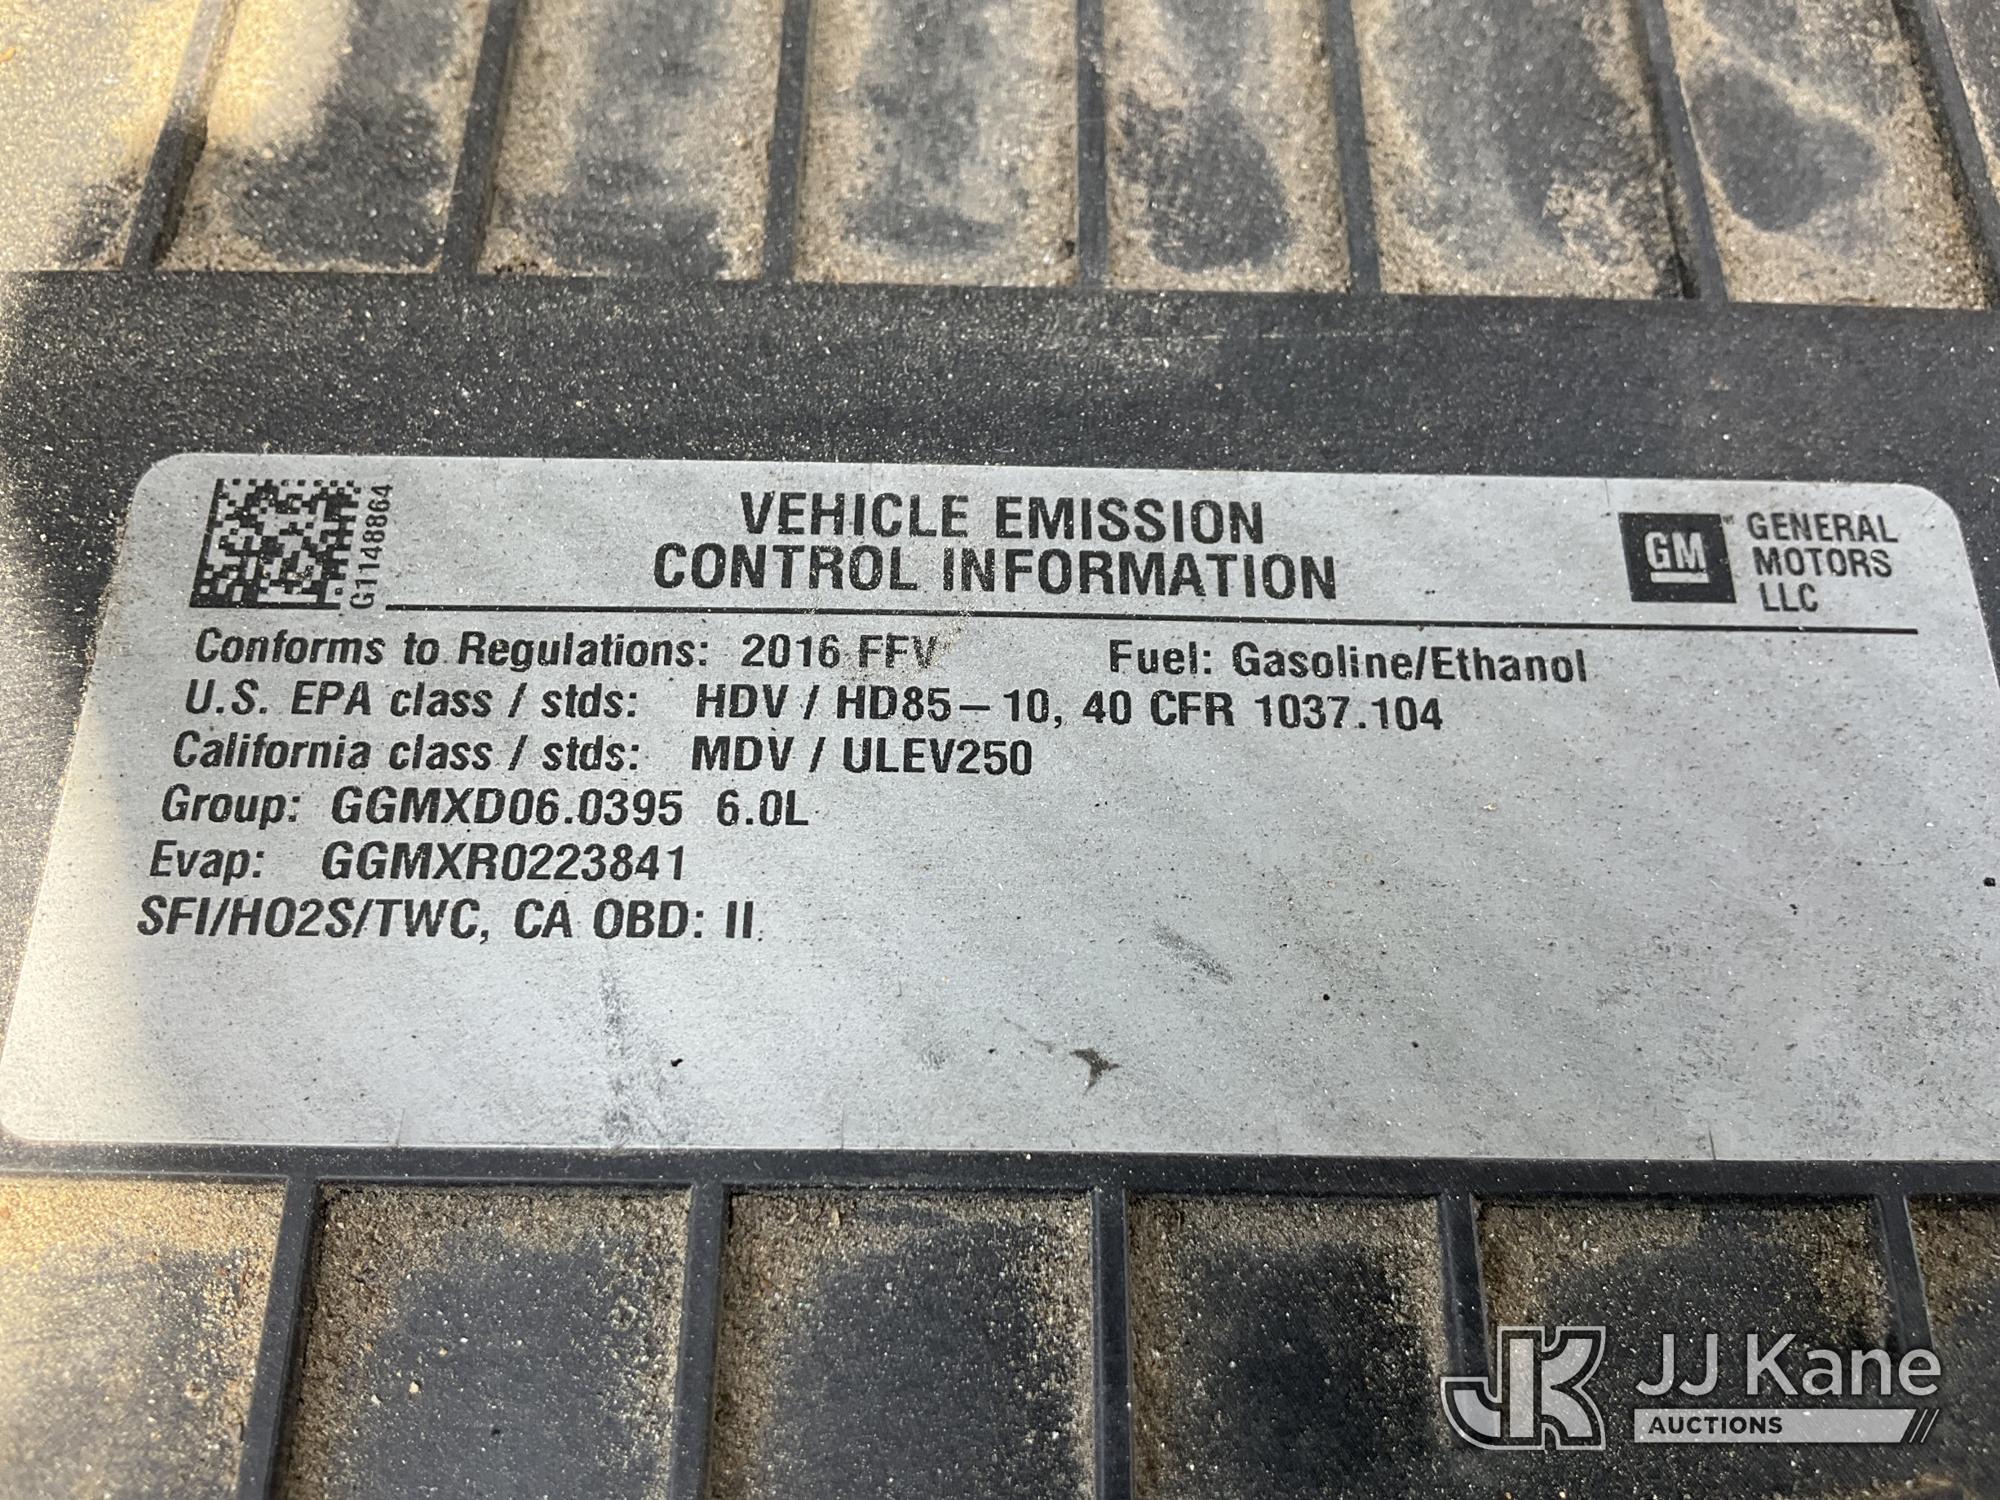 G1148864
VEHICLE EMISSION
CONTROL INFORMATION
GM
GENERAL
MOTORS
LLC
Conforms to Regulations: 2016 FFV Fuel: Gasoline/Ethanol
U.S. EPA class / stds: HDV / HD85-10, 40 CFR 1037.104
California class / stds: MDV / ULEV250
Group: GGMXD06.0395 6.0L
Evap: GGMXR0223841
SFI/HO2S/TWC, CA OBD: II
JK JJ Kane
AUCTIONS